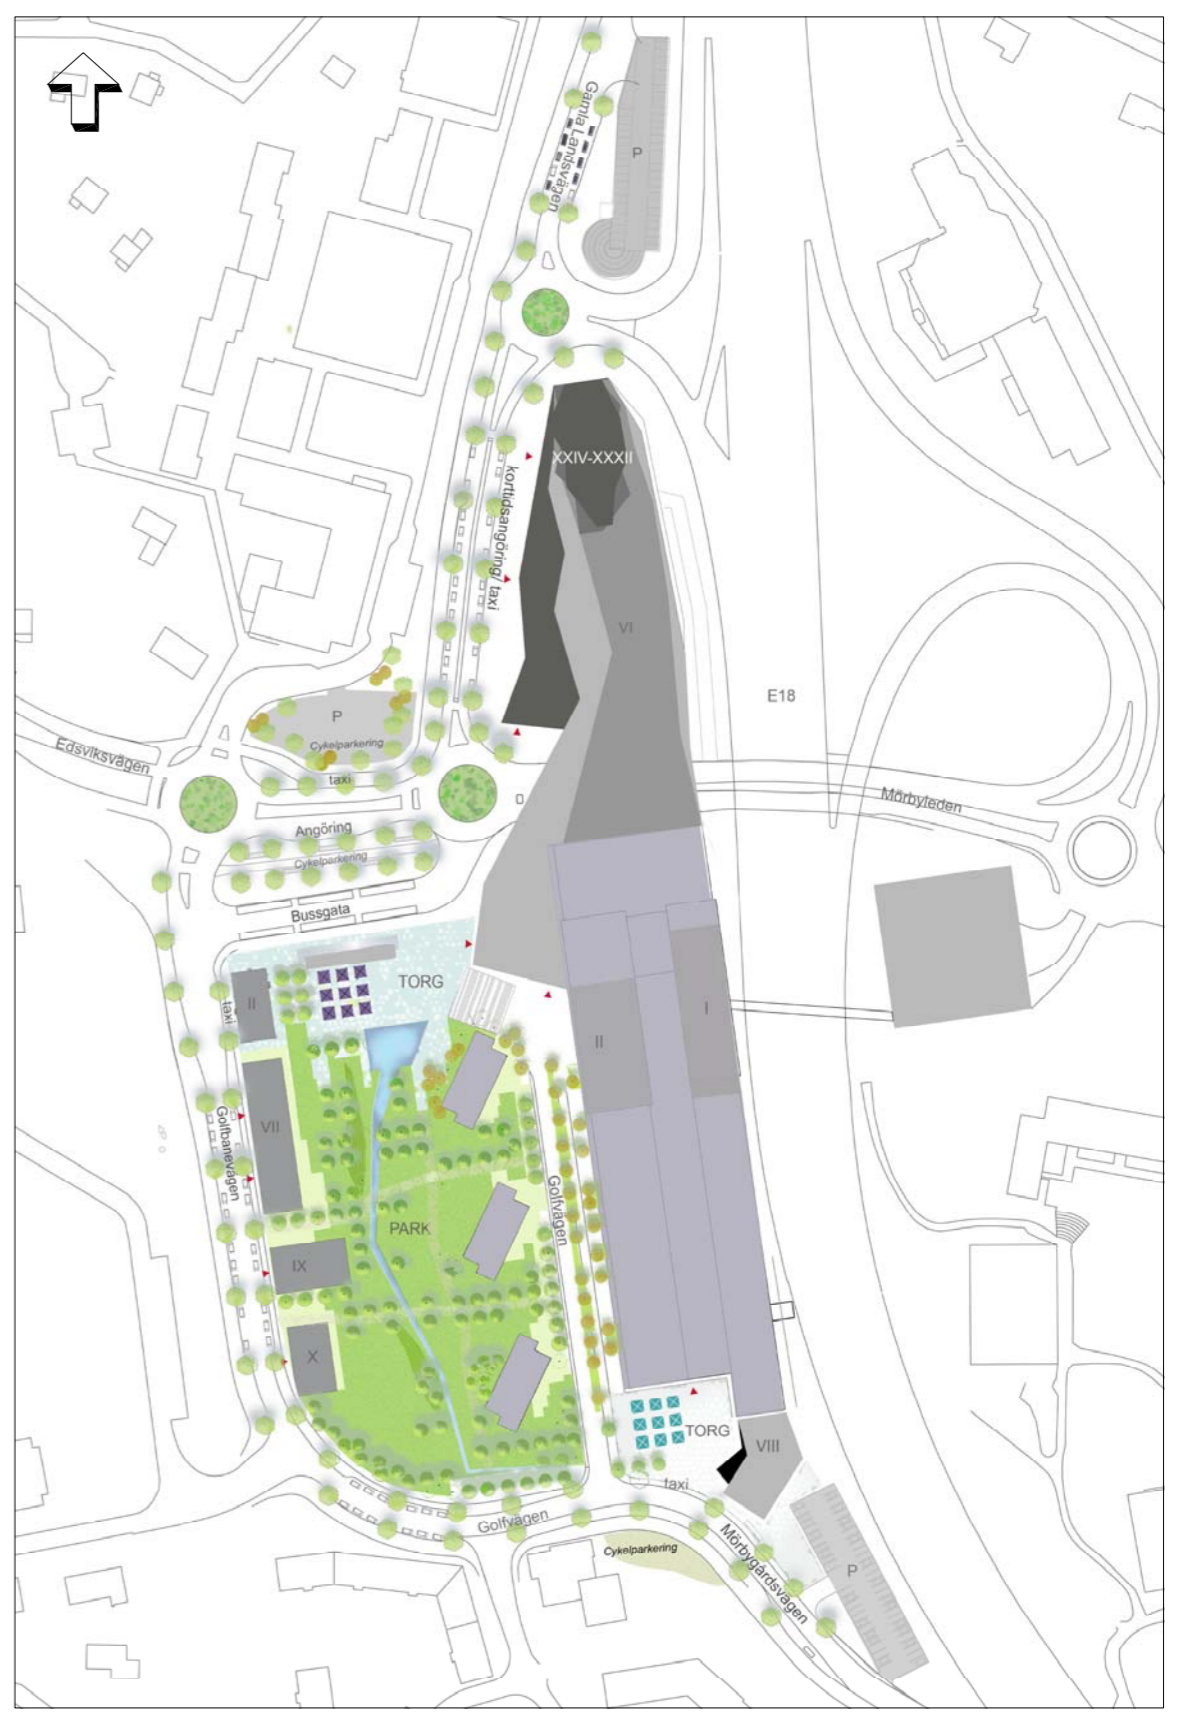 Gamla Landsvägen
P
XXIV-XXXII
korttidsangöring/ taxi
VI
E18
P
Cykelparkering
Edsviksvägen
taxi
Mörbyleden
Angöring
Cykelparkering
Bussgata
TORG
II
taxi
I
II
VII
Golfbanevägen
Golfvägen
PARK
IX
X
TORG
VIII
taxi
Golfvägen
Cykelparkering
Mörbygårdsvägen
P